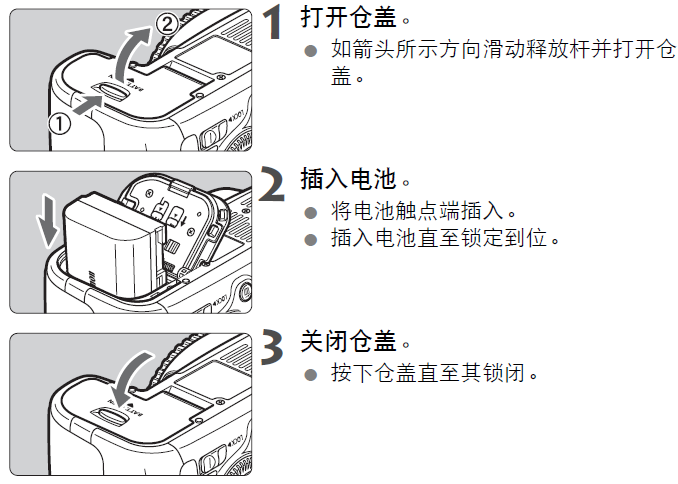 ② 
①
1 打开仓盖。
● 如箭头所示方向滑动释放杆并打开仓
盖。
2 插入电池。
● 将电池触点端插入。
● 插入电池直至锁定到位。
3 关闭仓盖。
● 按下仓盖直至其锁闭。